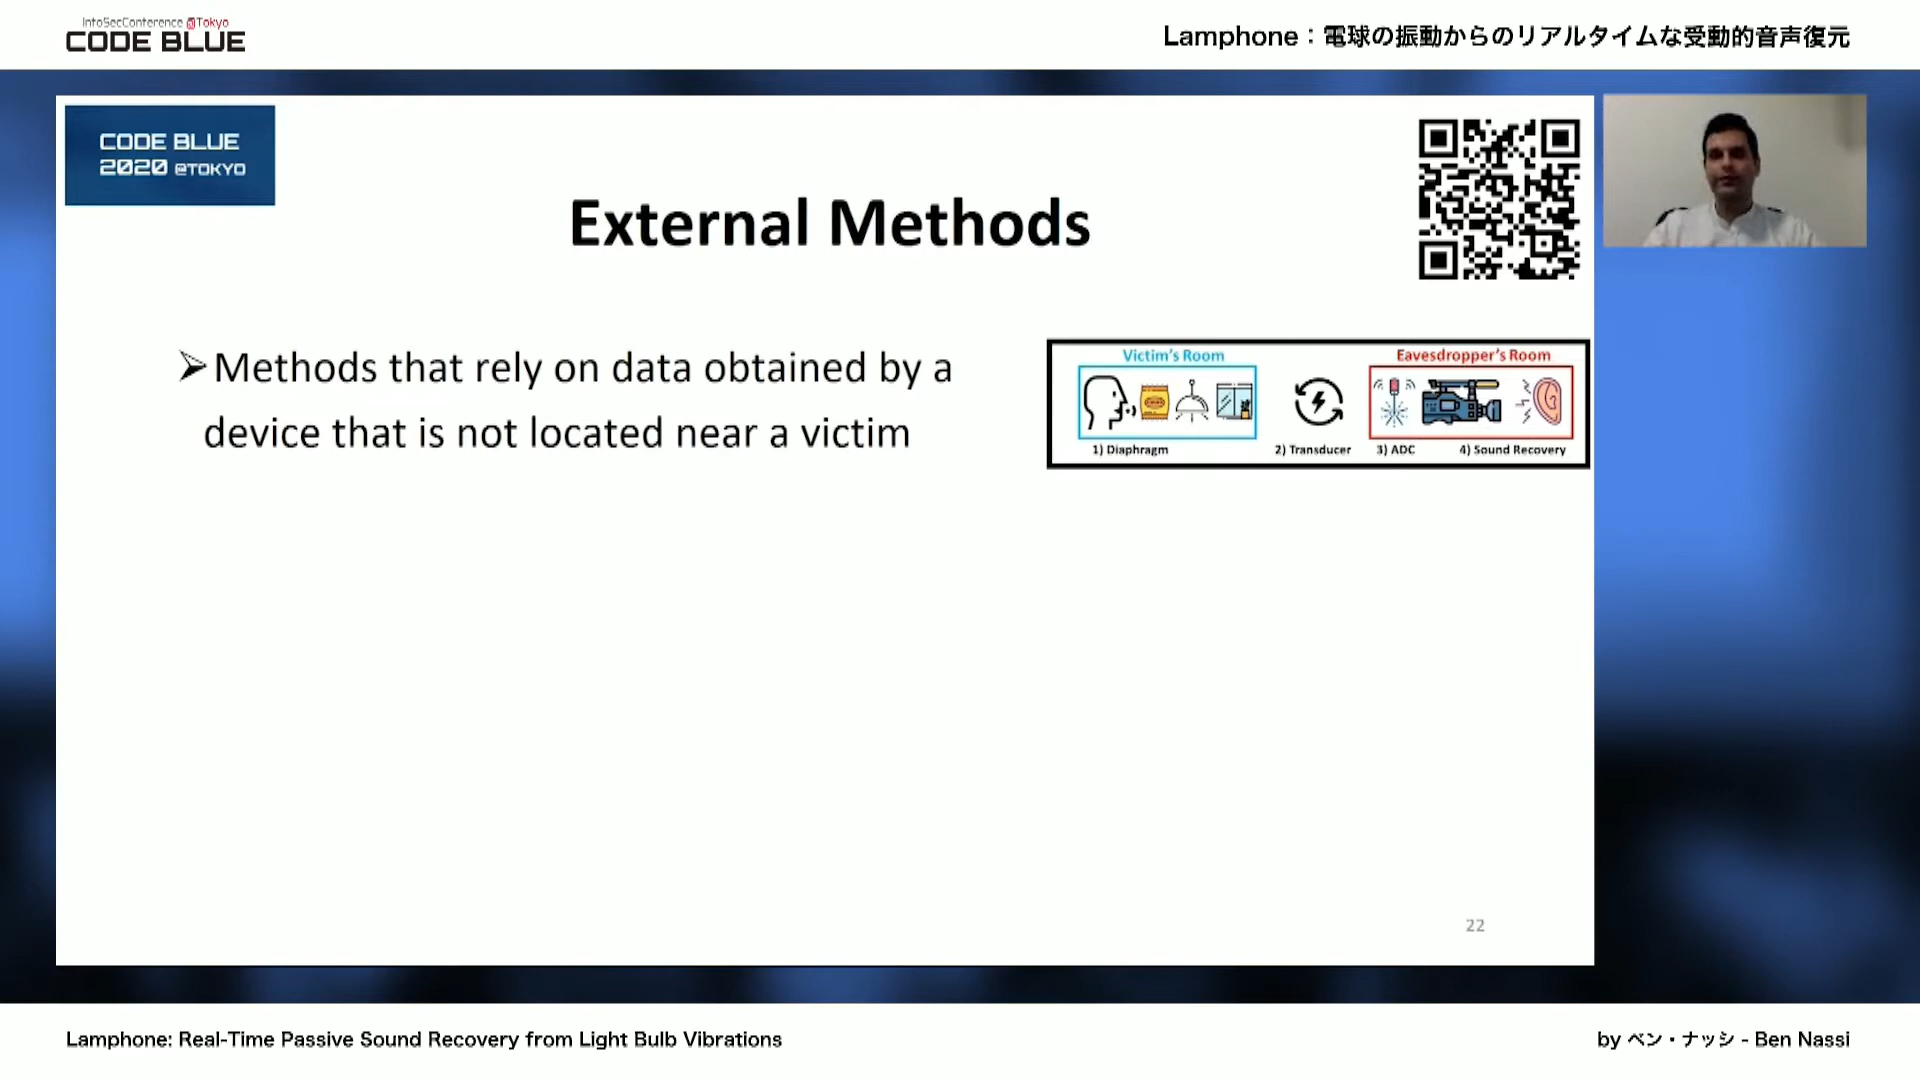 InfoSecConference @Tokyo
CODE BLUE
Lamphone：電球の振動からのリアルタイムな受動的音声復元
CODE BLUE
2020 @TOKYO
External Methods
Methods that rely on data obtained by a
device that is not located near a victim
Victim's Room
Eavesdropper's Room
1) Diaphragm
2) Transducer
3) ADC
4) Sound Recovery
22
Lamphone: Real-Time Passive Sound Recovery from Light Bulb Vibrations
by ベン・ナッシ - Ben Nassi